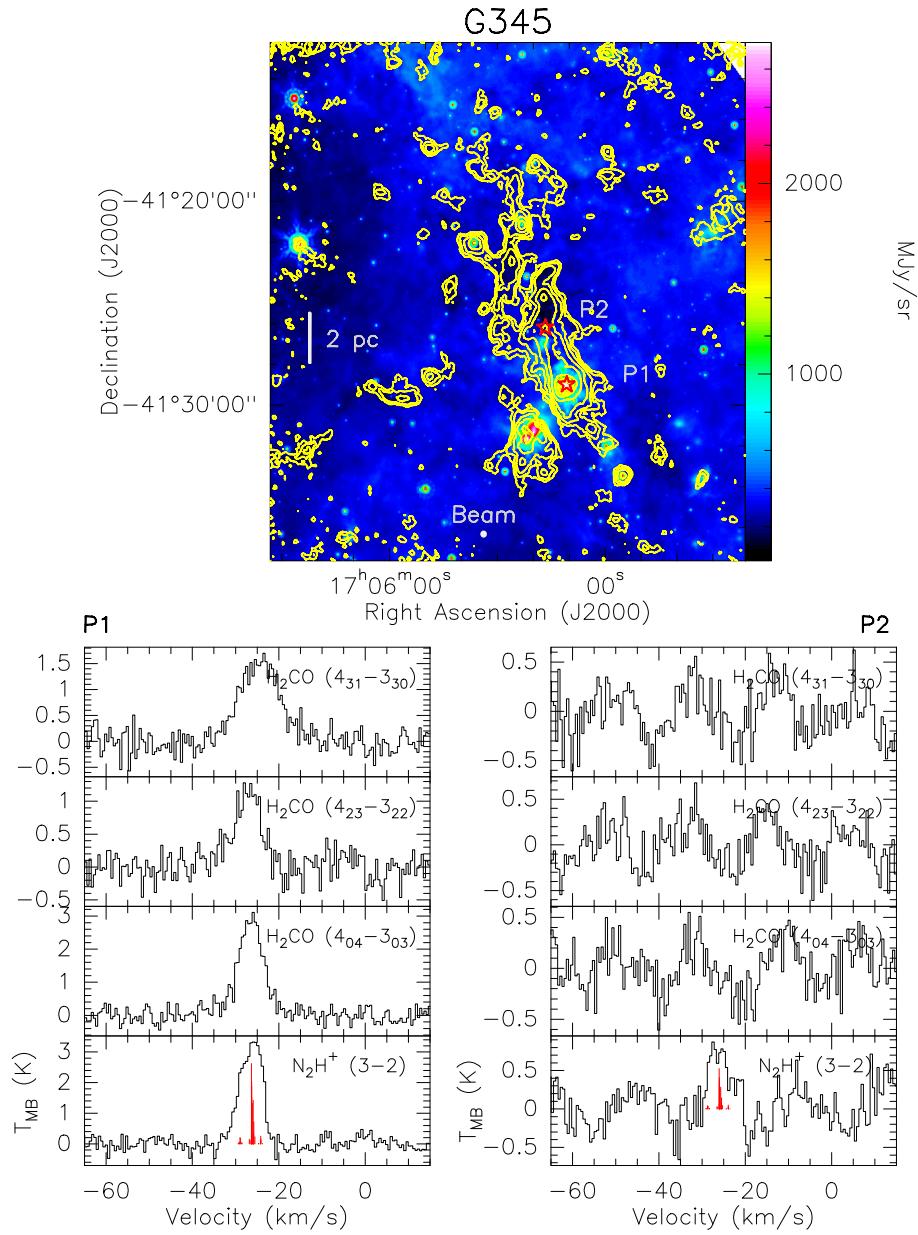 G345
−41°20'00"
−41°30'00"
Declination (J2000)
2 pc
P2
P1
Beam
2000
1000
MJy/sr
17ʰ06ᵐ00ˢ 00ˢ
Right Ascension (J2000)
P1 P2
H₂CO (4₃₁−3₃₀)
1.5
1
0.5
0
−0.5
H₂CO (4₂₃−3₂₂)
1
0.5
0
−0.5
H₂CO (4₀₄−3₀₃)
3
2
1
0
N₂H⁺ (3−2)
3
2
1
0
T_MB (K)
−60 −40 −20 0
Velocity (km/s)
H₂CO (4₃₁−3₃₀)
0.5
0
−0.5
H₂CO (4₂₃−3₂₂)
0.5
0
−0.5
H₂CO (4₀₄−3₀₃)
0.5
0
−0.5
N₂H⁺ (3−2)
0.5
0
−0.5
T_MB (K)
−60 −40 −20 0
Velocity (km/s)